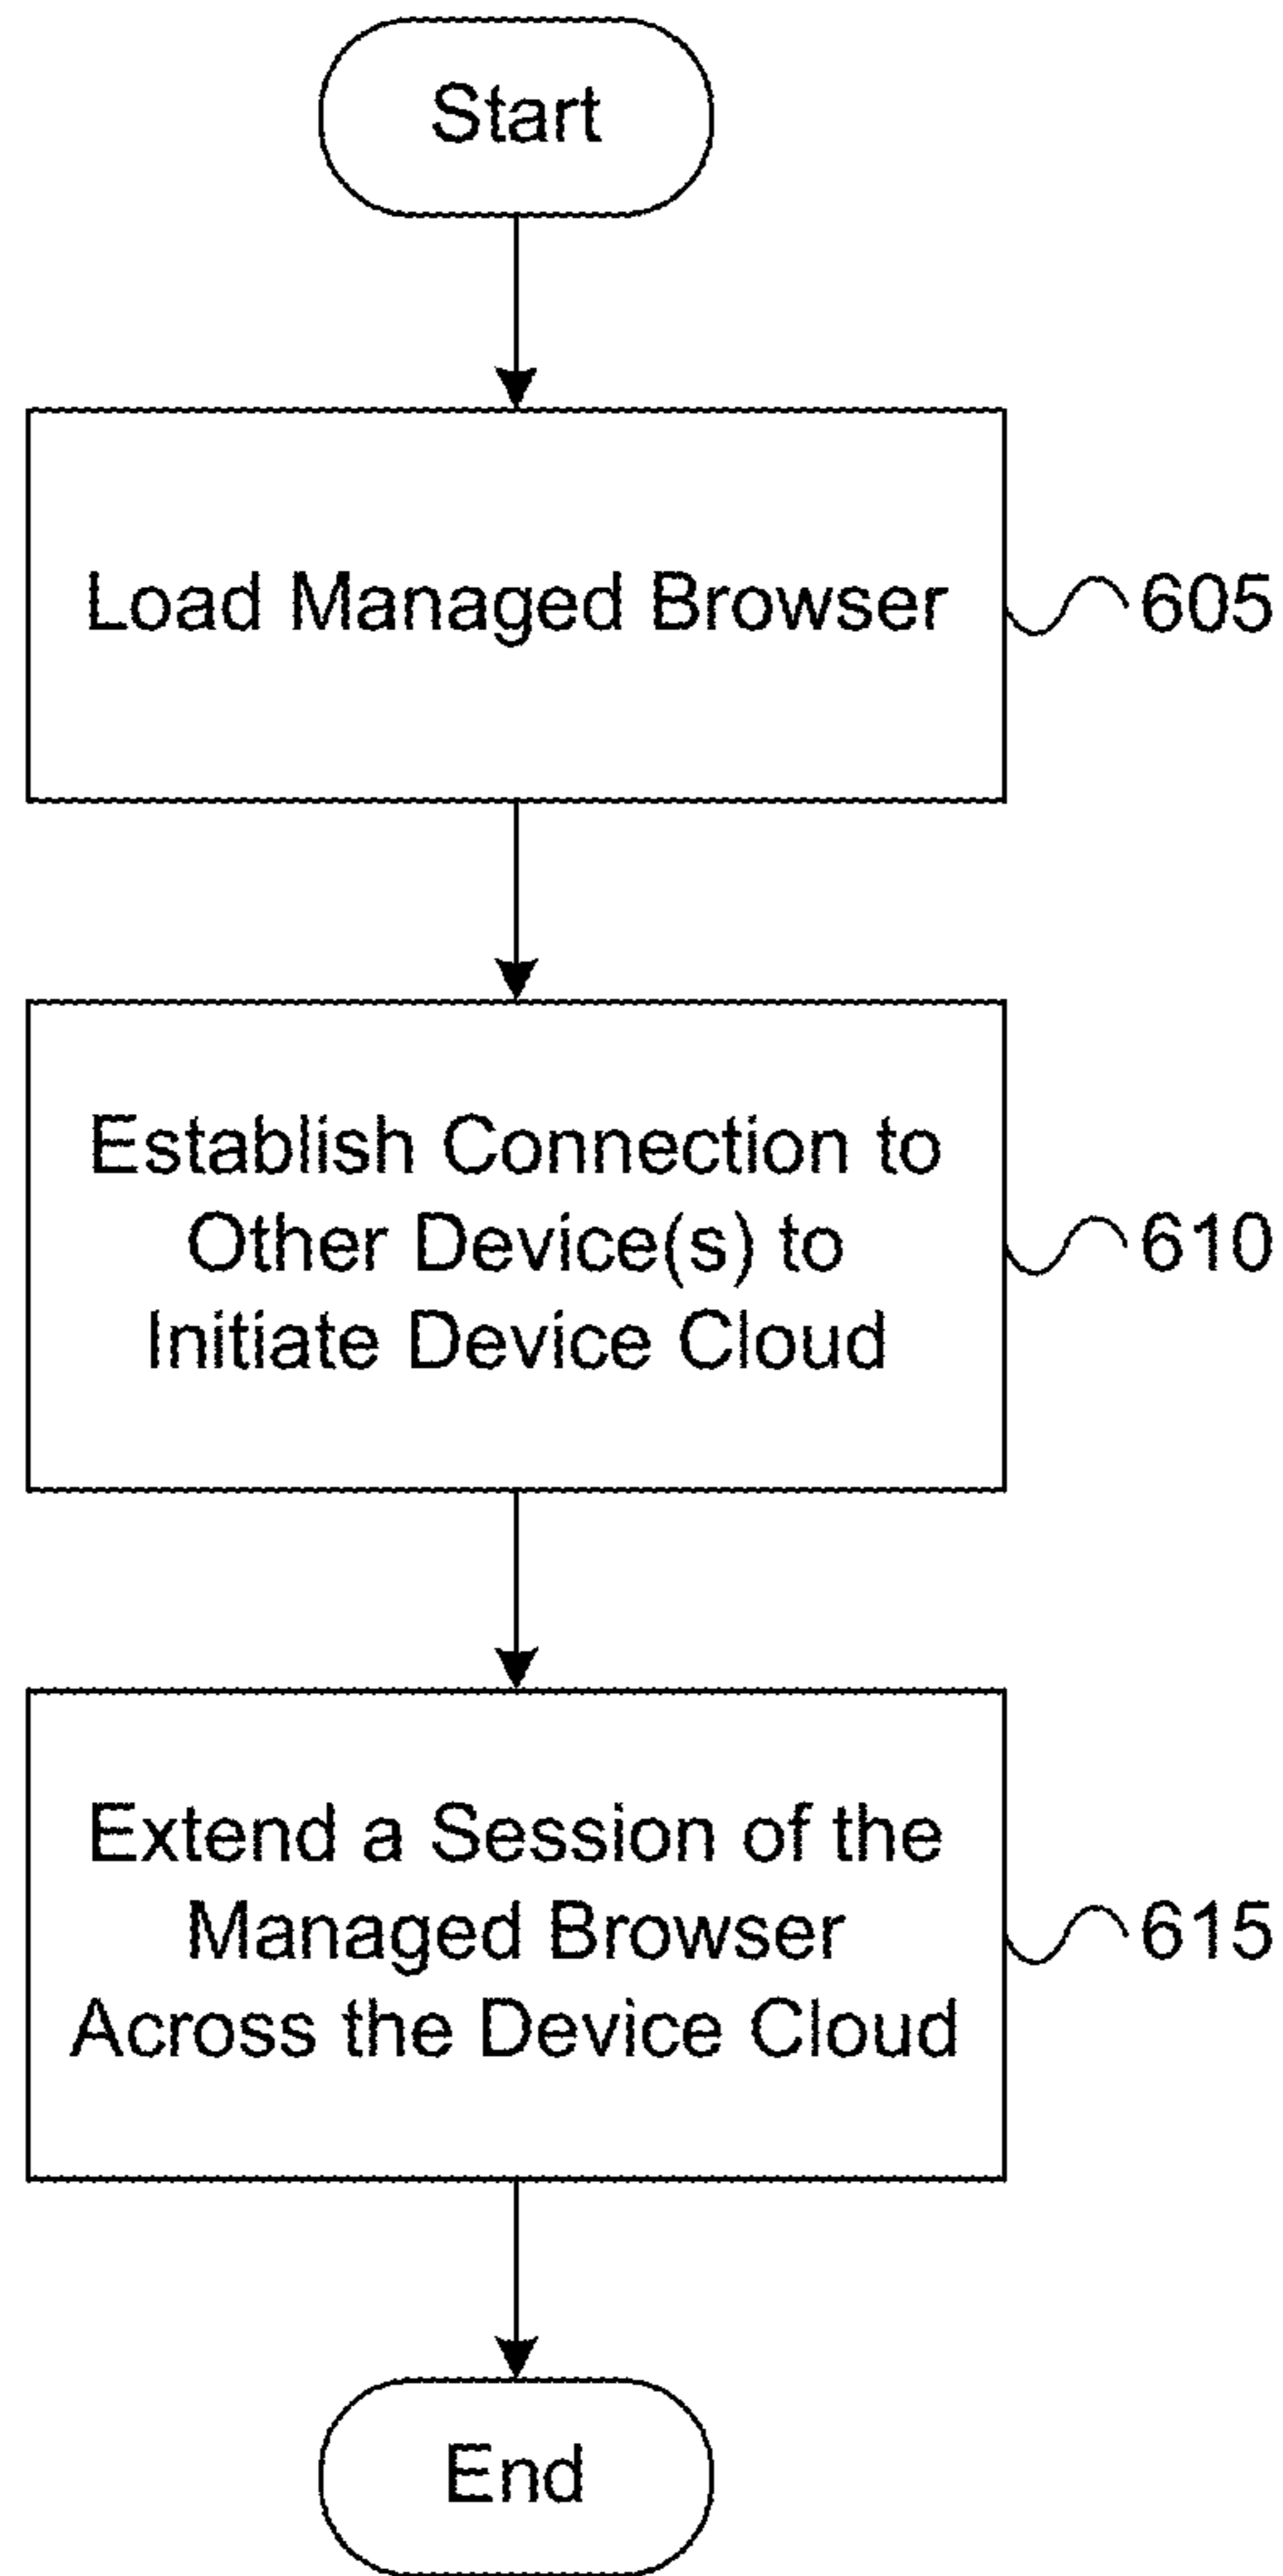 Start
Load Managed Browser
605
Establish Connection to
Other Device(s) to
Initiate Device Cloud
610
Extend a Session of the
Managed Browser
Across the Device Cloud
615
End